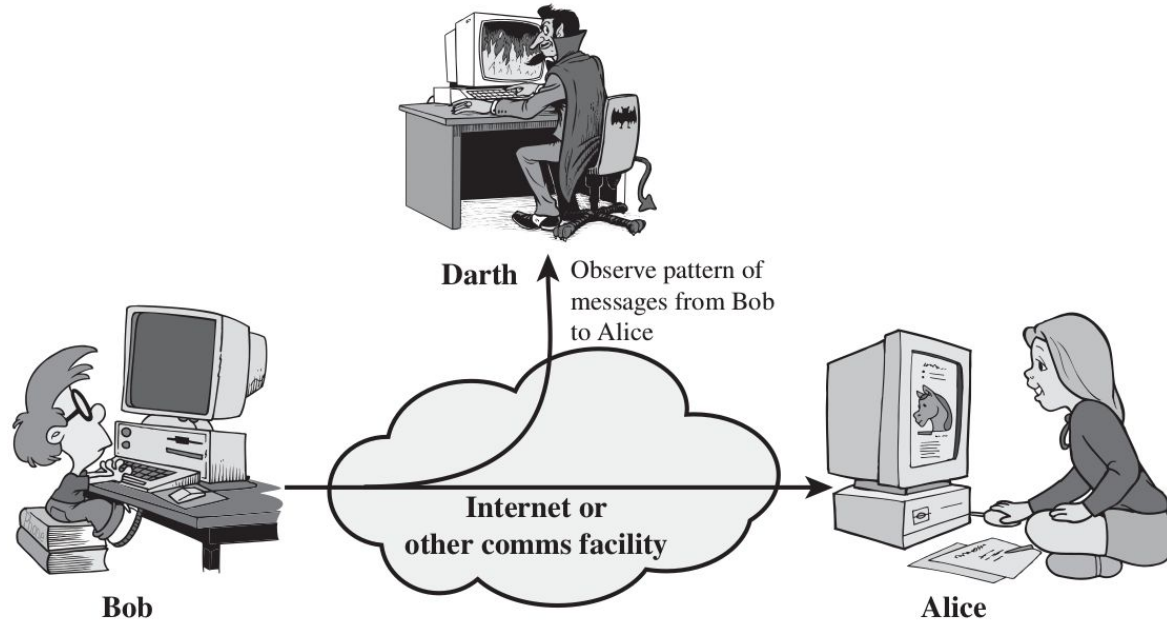 Darth
Observe pattern of
messages from Bob
to Alice
Internet or
other comms facility
Bob
Alice